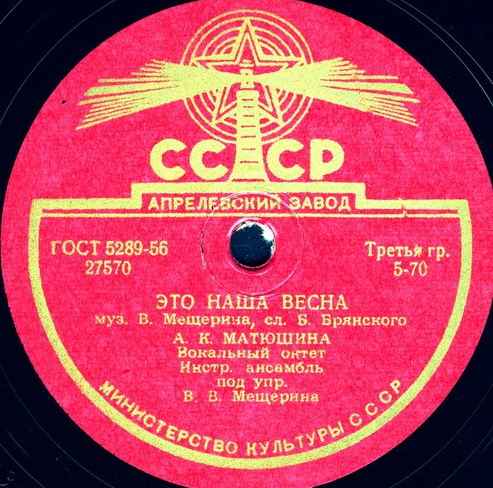 СССР
АПРЕЛЕВСКИЙ ЗАВОД
ГОСТ 5289-56
27570
Третья гр.
5-70
ЭТО НАША ВЕСНА
муз. В. Мещерина, сл. Б. Брянского
А. К. МАТЮШИНА
Вокальный октет
Инстр. ансамбль
под упр.
В. В. Мещерина
МИНИСТЕРСТВО КУЛЬТУРЫ СССР